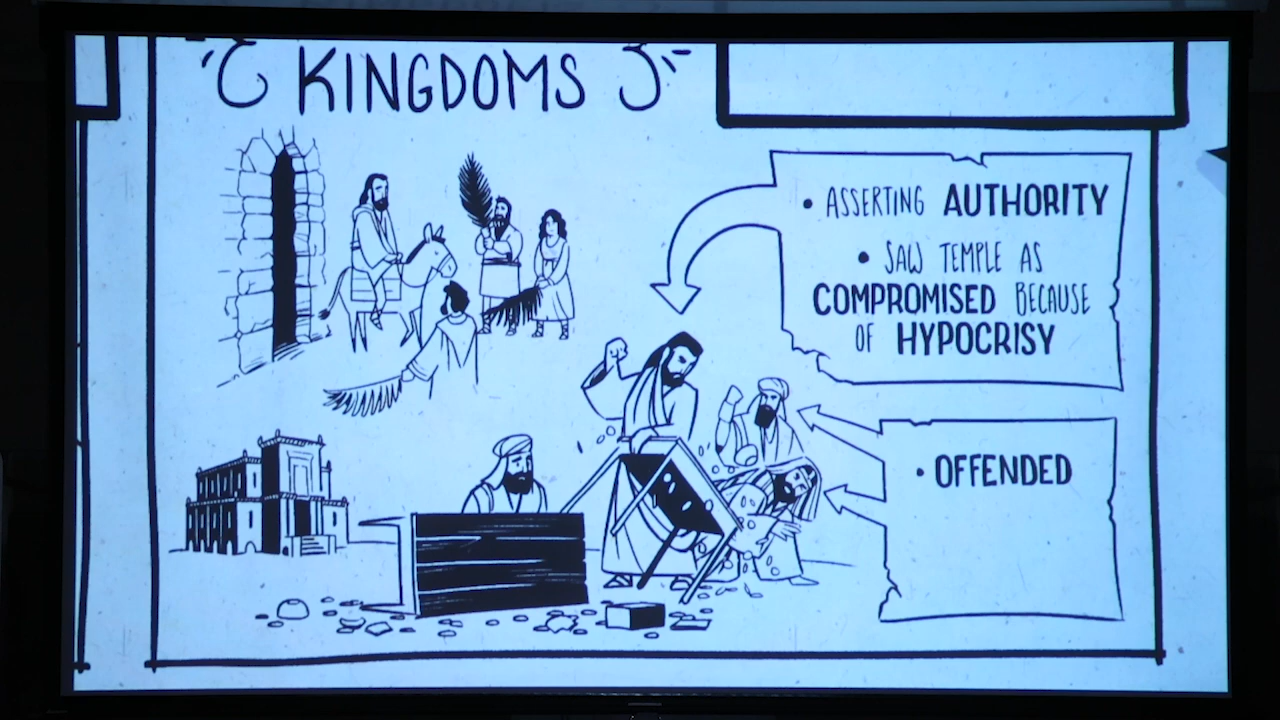 KINGDOMS
• ASSERTING AUTHORITY
• SAW TEMPLE AS
COMPROMISED BECAUSE
OF HYPOCRISY
• OFFENDED